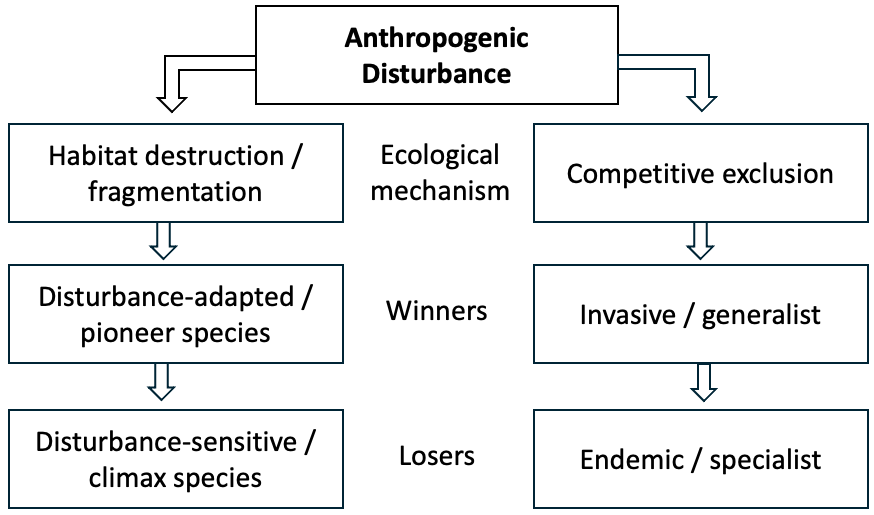 Anthropogenic
Disturbance
Habitat destruction /
fragmentation
Ecological
mechanism
Competitive exclusion
Disturbance-adapted /
pioneer species
Winners
Invasive / generalist
Disturbance-sensitive /
climax species
Losers
Endemic / specialist